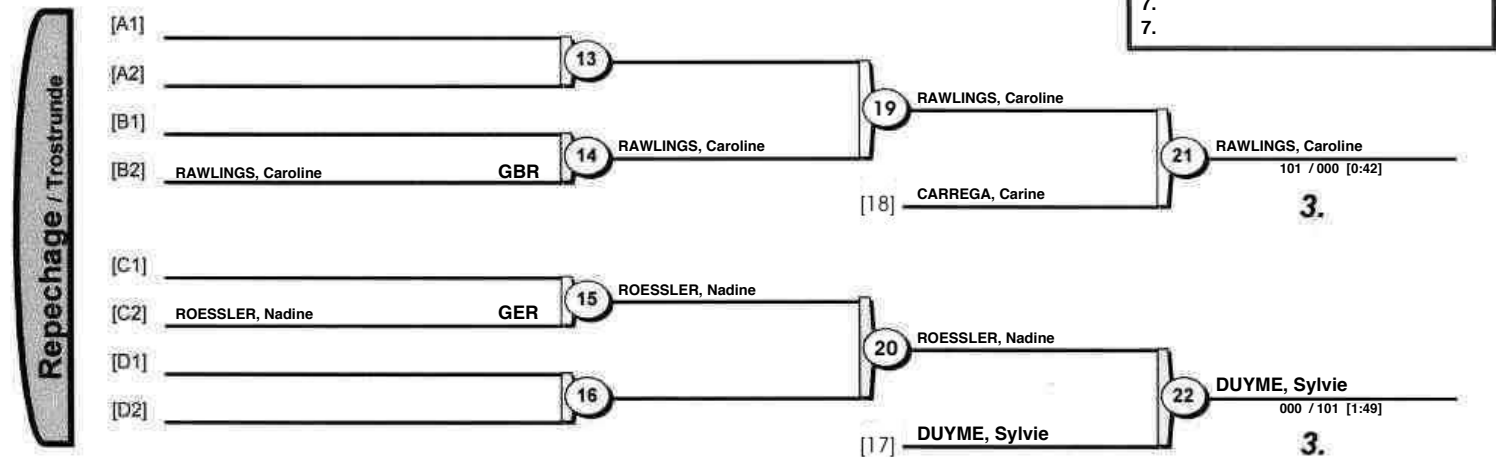 7.
7.
Repechage / Trostrunde
[A1]
13
[A2]
19
RAWLINGS, Caroline
[B1]
14
RAWLINGS, Caroline
21
RAWLINGS, Caroline
101 / 000 [0:42]
[B2]
RAWLINGS, Caroline GBR
[18]
CARREGA, Carine
3.
[C1]
15
ROESSLER, Nadine
[C2]
ROESSLER, Nadine GER
20
ROESSLER, Nadine
[D1]
16
22
DUYME, Sylvie
000 / 101 [1:49]
[D2]
[17]
DUYME, Sylvie
3.